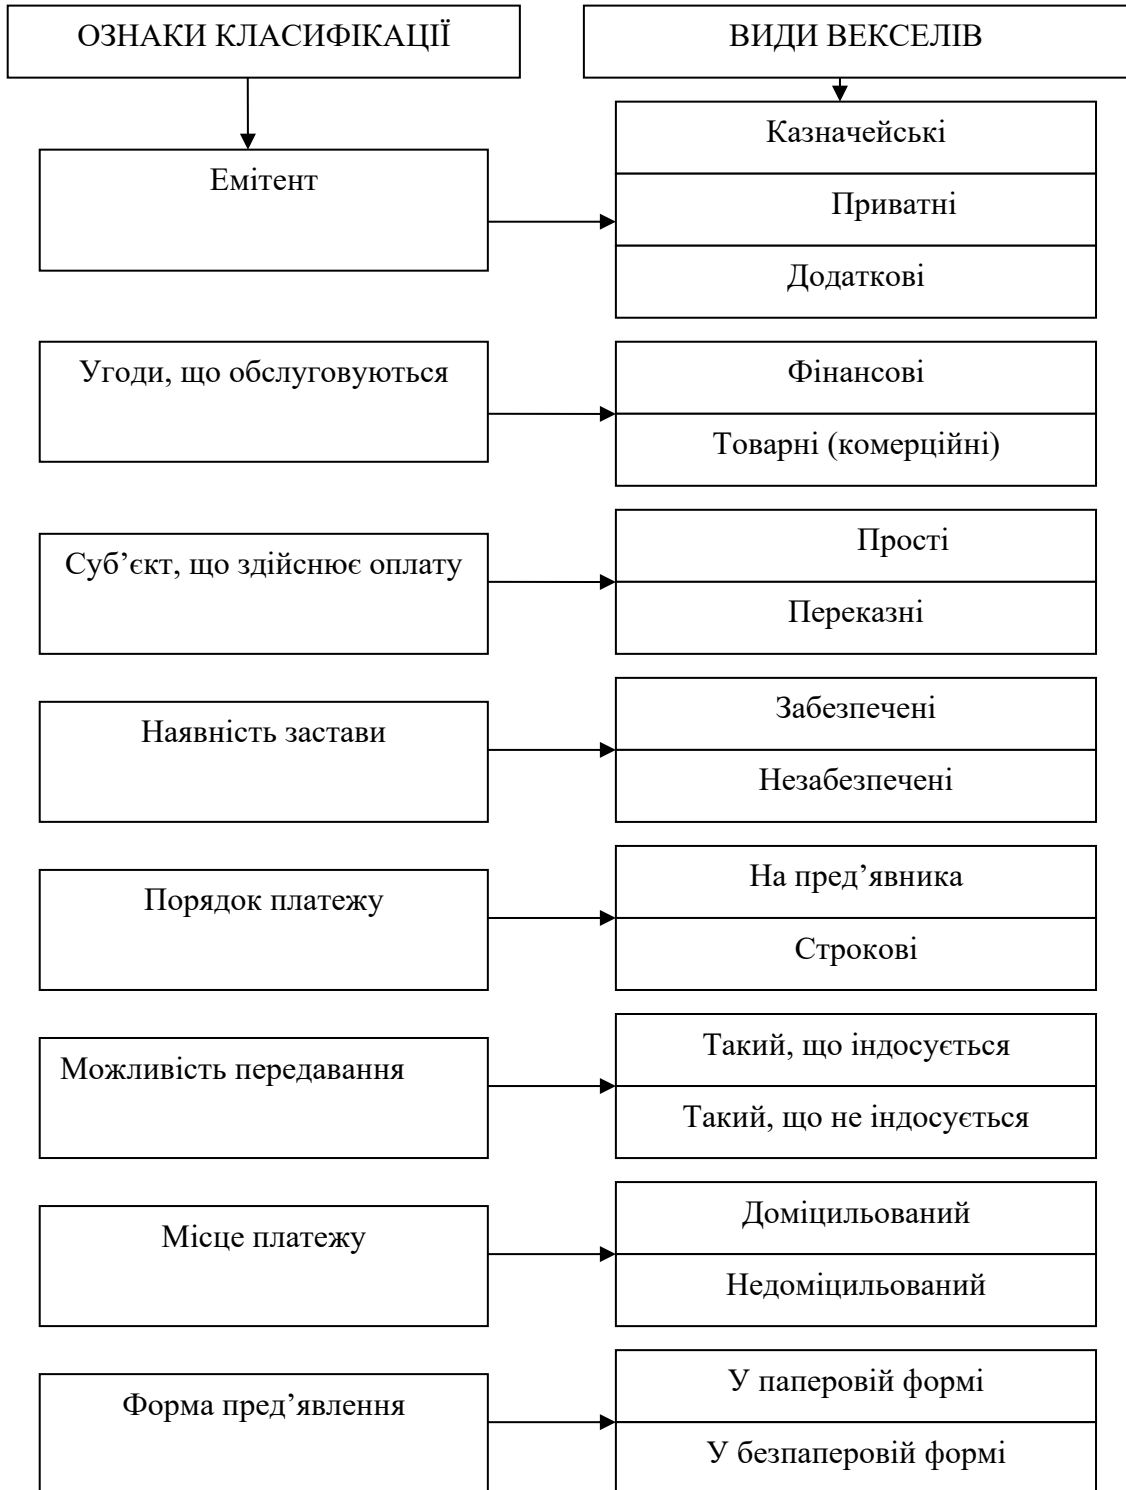 ОЗНАКИ КЛАСИФІКАЦІЇ
ВИДИ ВЕКСЕЛІВ
Емітент
Казначейські
Приватні
Додаткові
Угоди, що обслуговуються
Фінансові
Товарні (комерційні)
Суб’єкт, що здійснює оплату
Прості
Переказні
Наявність застави
Забезпечені
Незабезпечені
Порядок платежу
На пред’явника
Строкові
Можливість передавання
Такий, що індосується
Такий, що не індосується
Місце платежу
Доміцильований
Недоміцильований
Форма пред’явлення
У паперовій формі
У безпаперовій формі